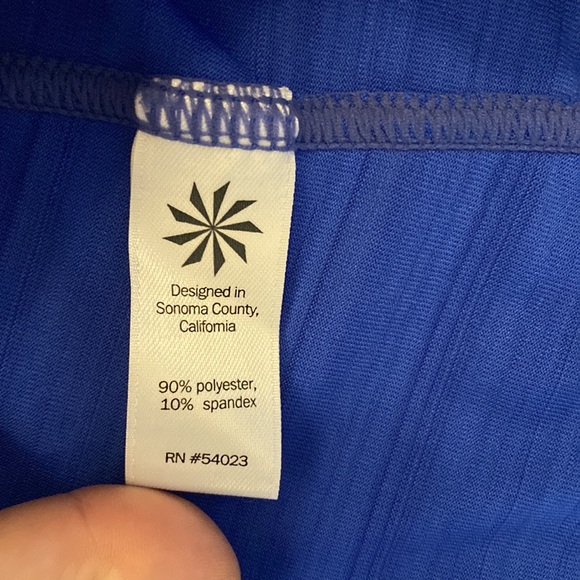 Designed in
Sonoma County,
California
90% polyester,
10% spandex
RN #54023